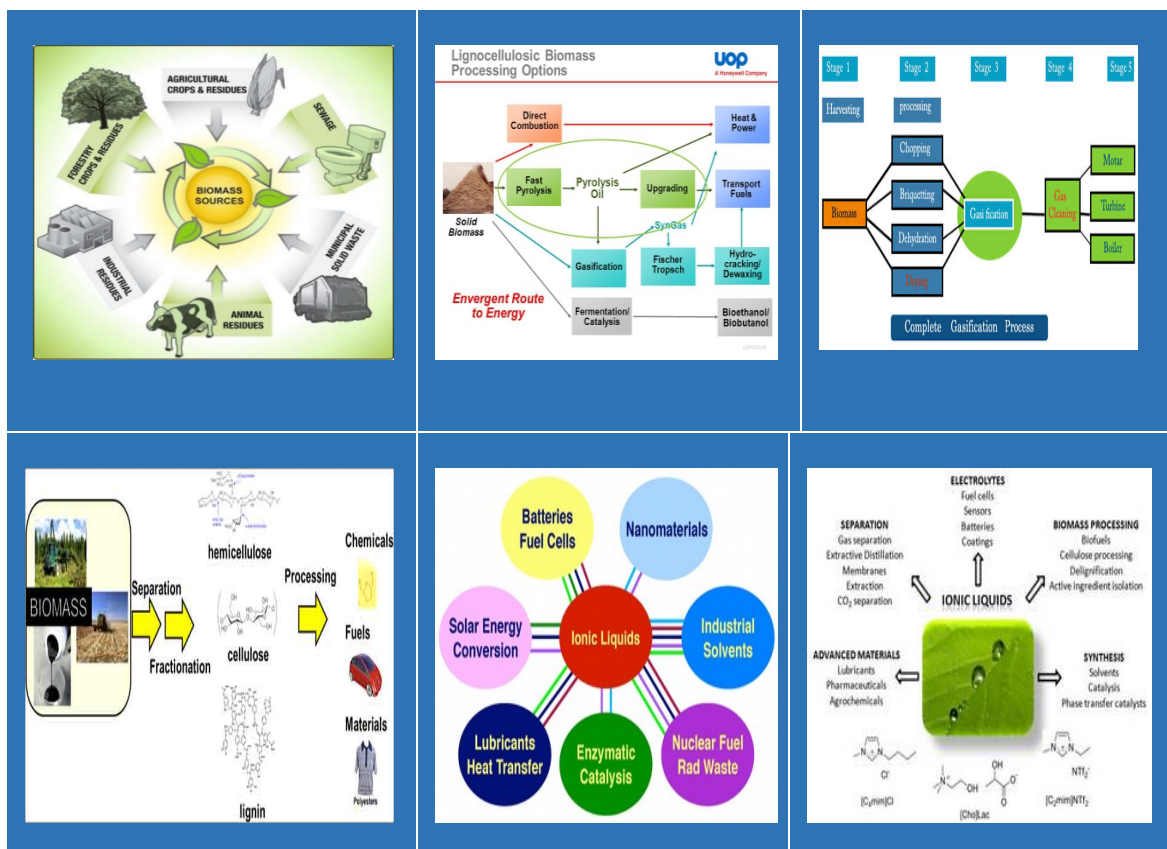 AGRICULTURAL
CROPS & RESIDUES
SEWAGE
FORESTRY
CROPS & RESIDUES
BIOMASS
SOURCES
MUNICIPAL
SOLID WASTE
INDUSTRIAL
RESIDUES
ANIMAL
RESIDUES
Lignocellulosic Biomass
Processing Options
uop
A Honeywell Company
Direct
Combustion
Heat &
Power
Fast
Pyrolysis
Pyrolysis
Oil
Upgrading
Transport
Fuels
Solid
Biomass
SynGas
Gasification
Fischer
Tropsch
Hydro-
cracking/
Dewaxing
Envergent Route
to Energy
Fermentation/
Catalysis
Bioethanol/
Biobutanol
Stage 1
Stage 2
Stage 3
Stage 4
Stage 5
Harvesting
processing
Chopping
Motar
Briquetting
Biomass
Gasification
Gas
Cleaning
Turbine
Dehydration
Boiler
Drying
Complete Gasification Process
BIOMASS
Separation
Fractionation
hemicellulose
cellulose
lignin
Processing
Chemicals
Fuels
Materials
Polyesters
Batteries
Fuel Cells
Nanomaterials
Solar Energy
Conversion
Ionic Liquids
Industrial
Solvents
Lubricants
Heat Transfer
Enzymatic
Catalysis
Nuclear Fuel
Rad Waste
ELECTROLYTES
Fuel cells
Sensors
Batteries
Coatings
SEPARATION
Gas separation
Extractive Distillation
Membranes
Extraction
CO₂ separation
BIOMASS PROCESSING
Biofuels
Cellulose processing
Delignification
Active ingredient isolation
IONIC LIQUIDS
ADVANCED MATERIALS
Lubricants
Pharmaceuticals
Agrochemicals
SYNTHESIS
Solvents
Catalysis
Phase transfer catalysts
Cl⁻
[C₄mim]Cl
OH
OH
O
O⁻
[Cho]Lac
NTf₂⁻
[C₂mim]NTf₂